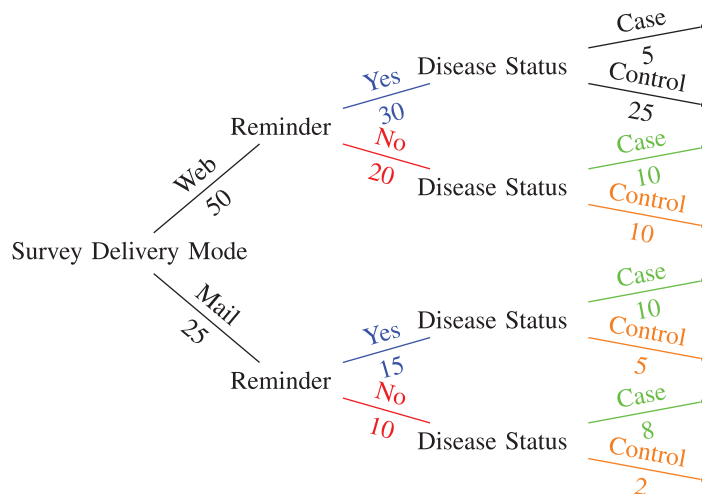 Case
5
Disease Status
Control
25
Yes
30
Reminder
No
20
Case
10
Disease Status
Control
10
Web
50
Survey Delivery Mode
Mail
25
Case
10
Disease Status
Control
5
Yes
15
Reminder
No
10
Case
8
Disease Status
Control
2